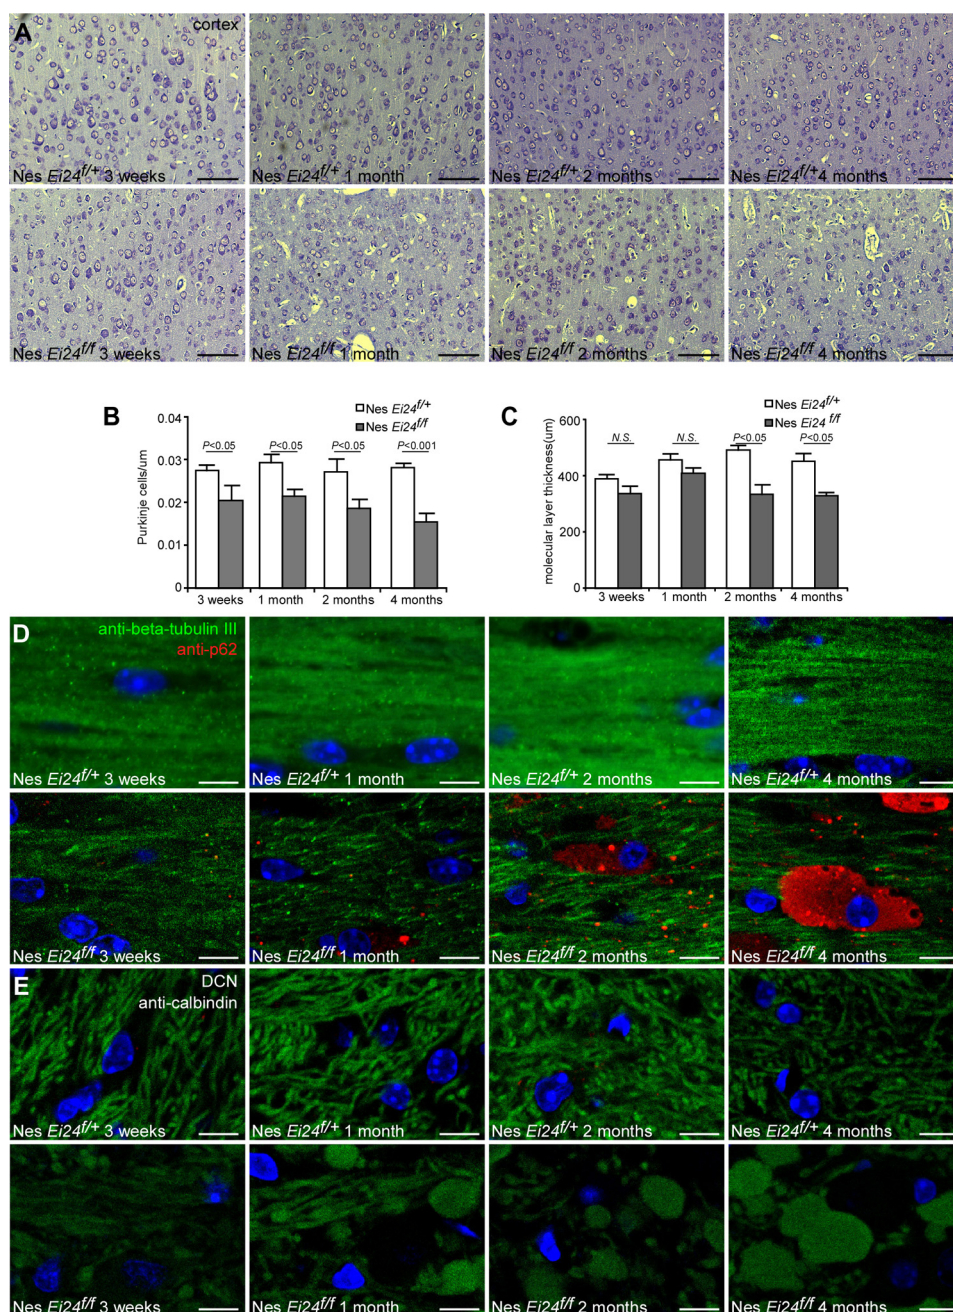 A
cortex
Nes Ei24f/+ 3 weeks
Nes Ei24f/+ 1 month
Nes Ei24f/+ 2 months
Nes Ei24f/+ 4 months
Nes Ei24f/f 3 weeks
Nes Ei24f/f 1 month
Nes Ei24f/f 2 months
Nes Ei24f/f 4 months
B
Nes Ei24f/+
Nes Ei24f/f
Purkinje cells/um
0.04
0.03
0.02
0.01
0
P<0.05
P<0.05
P<0.05
P<0.001
3 weeks
1 month
2 months
4 months
C
Nes Ei24f/+
Nes Ei24 f/f
molecular layer thickness(um)
600
400
200
0
N.S.
N.S.
P<0.05
P<0.05
3 weeks
1 month
2 months
4 months
D
anti-beta-tubulin III
anti-p62
Nes Ei24f/+ 3 weeks
Nes Ei24f/+ 1 month
Nes Ei24f/+ 2 months
Nes Ei24f/+ 4 months
Nes Ei24f/f 3 weeks
Nes Ei24f/f 1 month
Nes Ei24f/f 2 months
Nes Ei24f/f 4 months
E
DCN
anti-calbindin
Nes Ei24f/+ 3 weeks
Nes Ei24f/+ 1 month
Nes Ei24f/+ 2 months
Nes Ei24f/+ 4 months
Nes Ei24f/f 3 weeks
Nes Ei24f/f 1 month
Nes Ei24f/f 2 months
Nes Ei24f/f 4 months